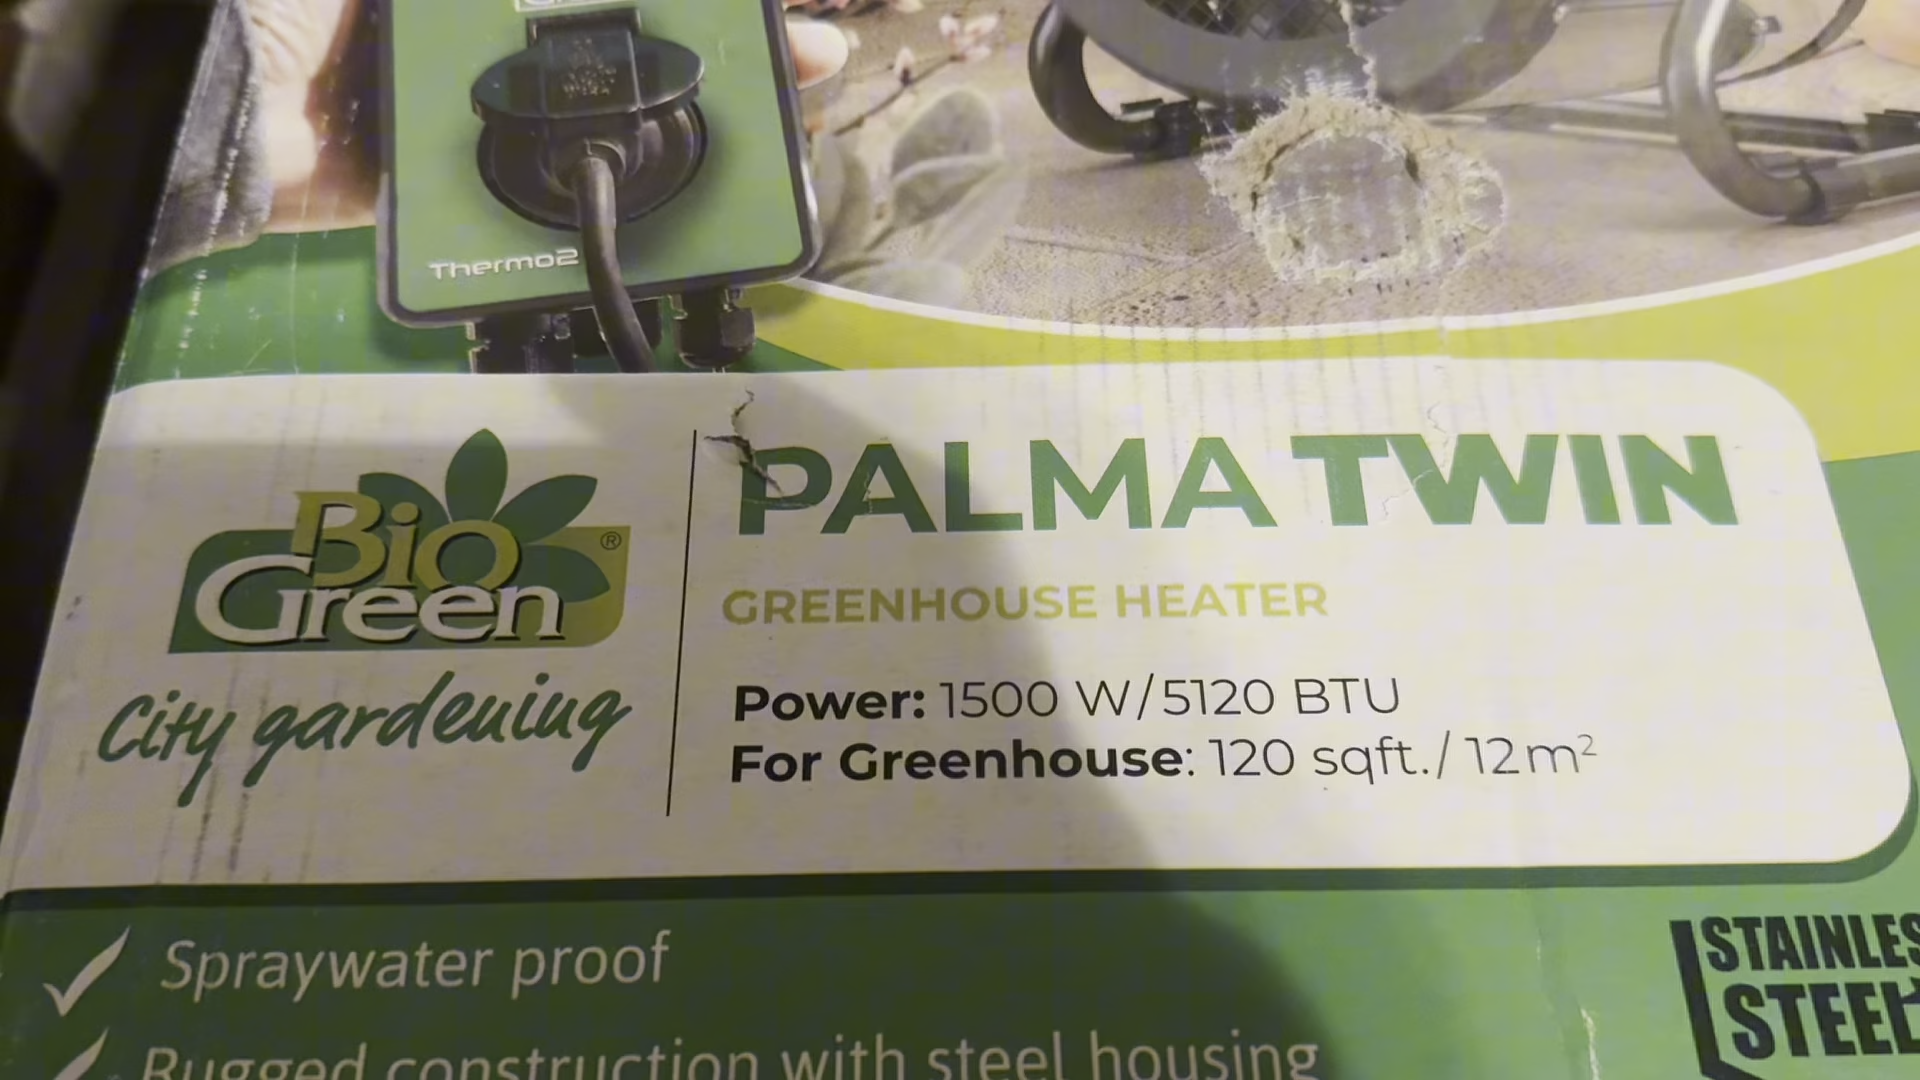 Thermo2
PALMA TWIN
Bio
Green®
GREENHOUSE HEATER
City gardening
Power: 1500 W/5120 BTU
For Greenhouse: 120 sqft./12m²
Spraywater proof
STAINLES
STEEL
Rugged construction with steel housing